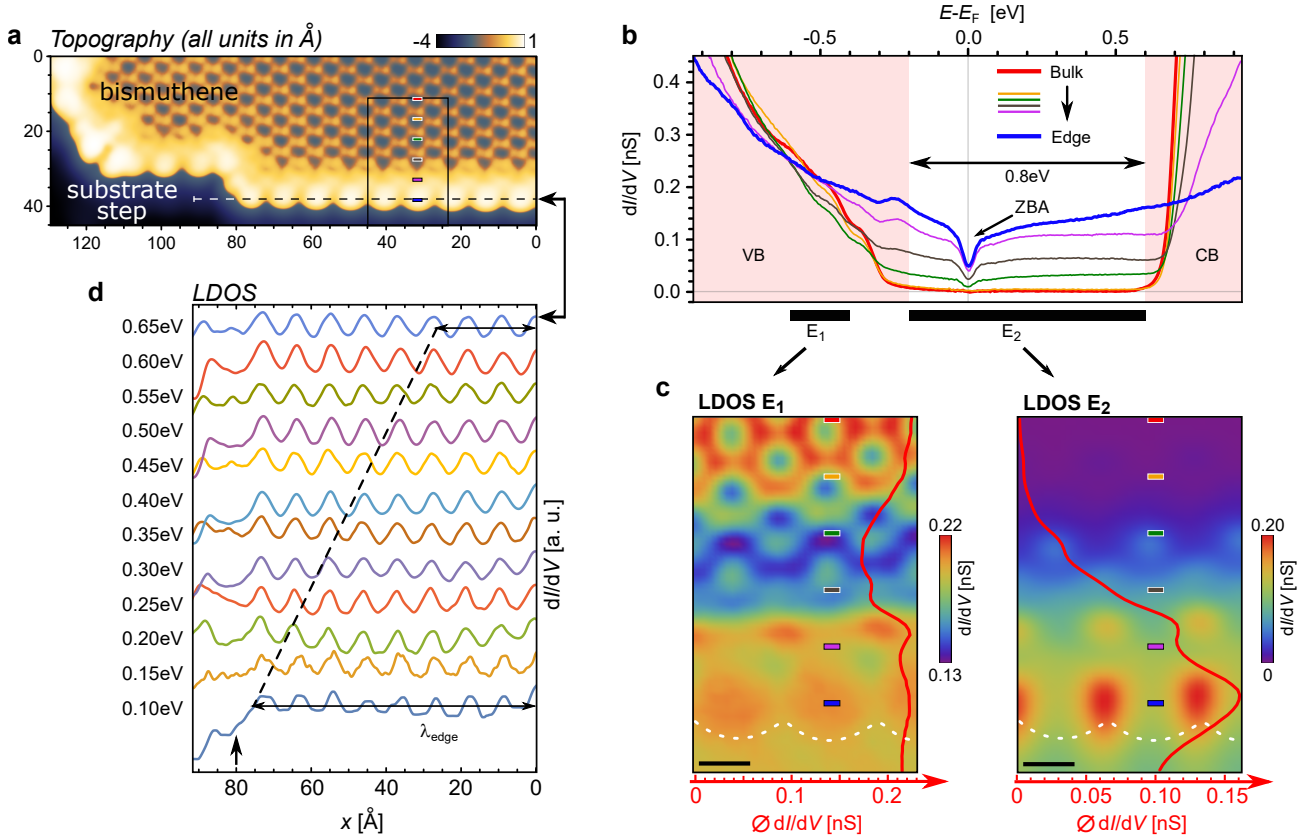 a
Topography (all units in Å)
-4
1
0
20
40
bismuthene
substrate
step
120
100
80
60
40
20
0
b
E-E_F [eV]
-0.5
0.0
0.5
dI/dV [nS]
0.4
0.3
0.2
0.1
0.0
Bulk
Edge
0.8eV
ZBA
VB
CB
E₁
E₂
d
LDOS
0.65eV
0.60eV
0.55eV
0.50eV
0.45eV
0.40eV
0.35eV
0.30eV
0.25eV
0.20eV
0.15eV
0.10eV
λ_edge
dI/dV [a. u.]
80
60
40
20
0
x [Å]
c
LDOS E₁
0.22
dI/dV [nS]
0.13
0
0.1
0.2
Ø dI/dV [nS]
LDOS E₂
0.20
dI/dV [nS]
0
0
0.05
0.10
0.15
Ø dI/dV [nS]